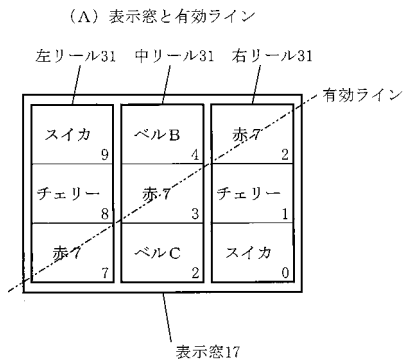 （A）表示窓と有効ライン
左リール31 中リール31 右リール31
有効ライン
スイカ 9 ベルB 4 赤7 2
チェリー 8 赤7 3 チェリー 1
赤7 7 ベルC 2 スイカ 0
表示窓17